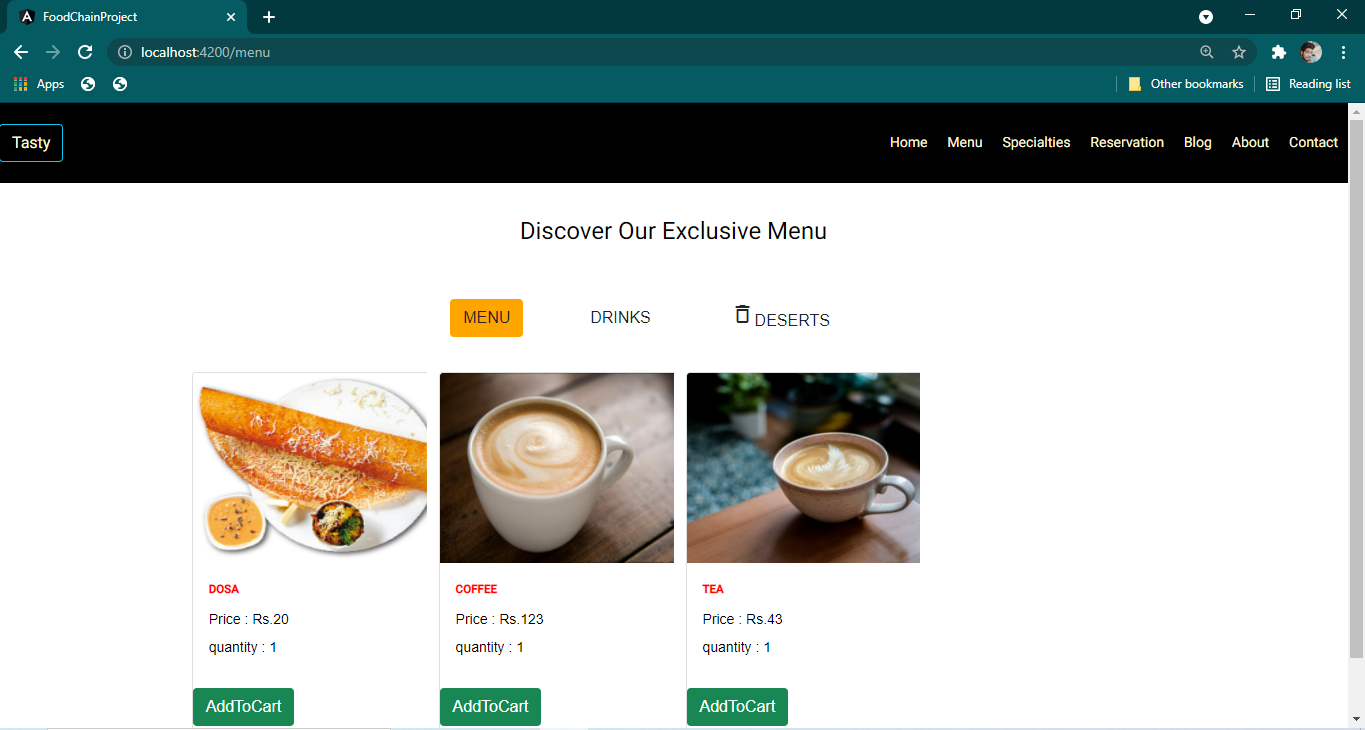 FoodChainProject
localhost:4200/menu
Apps
Other bookmarks
Reading list
Tasty
Home Menu Specialties Reservation Blog About Contact
Discover Our Exclusive Menu
MENU DRINKS DESERTS
DOSA
Price : Rs.20
quantity : 1
AddToCart
COFFEE
Price : Rs.123
quantity : 1
AddToCart
TEA
Price : Rs.43
quantity : 1
AddToCart